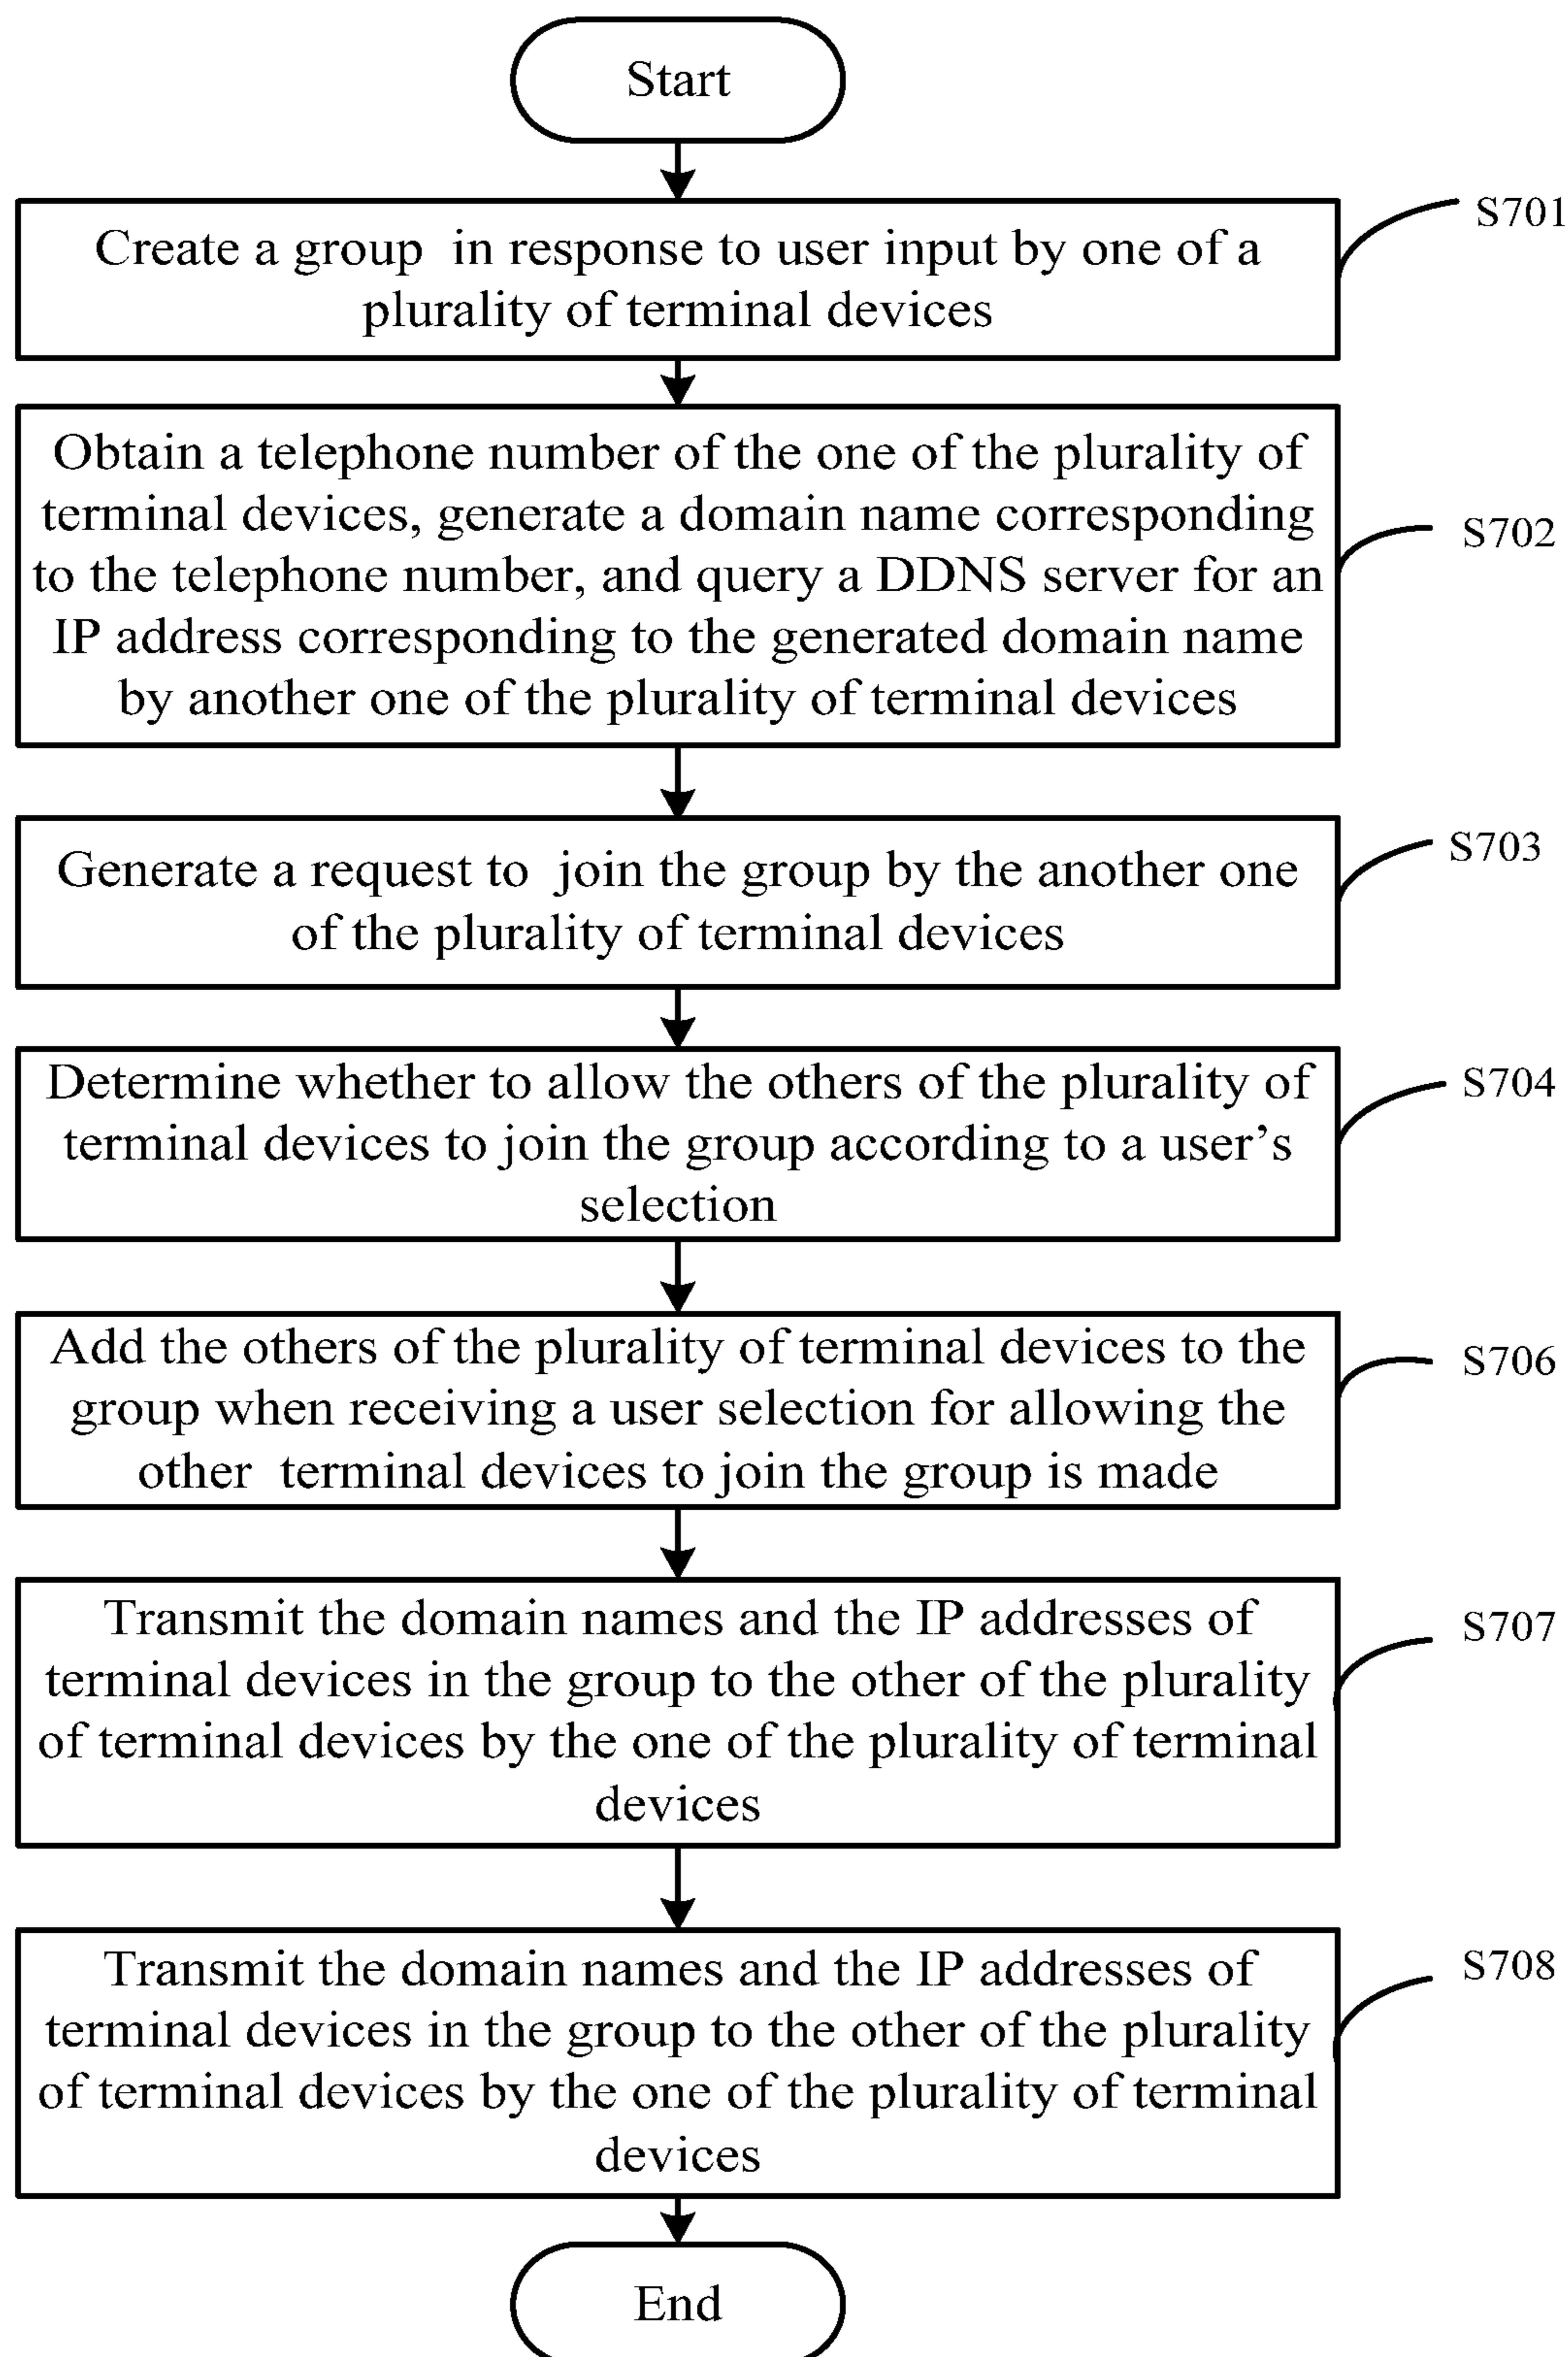 Start
Create a group in response to user input by one of a
plurality of terminal devices
S701
Obtain a telephone number of the one of the plurality of
terminal devices, generate a domain name corresponding
to the telephone number, and query a DDNS server for an
IP address corresponding to the generated domain name
by another one of the plurality of terminal devices
S702
Generate a request to join the group by the another one
of the plurality of terminal devices
S703
Determine whether to allow the others of the plurality of
terminal devices to join the group according to a user’s
selection
S704
Add the others of the plurality of terminal devices to the
group when receiving a user selection for allowing the
other terminal devices to join the group is made
S706
Transmit the domain names and the IP addresses of
terminal devices in the group to the other of the plurality
of terminal devices by the one of the plurality of terminal
devices
S707
Transmit the domain names and the IP addresses of
terminal devices in the group to the other of the plurality
of terminal devices by the one of the plurality of terminal
devices
S708
End